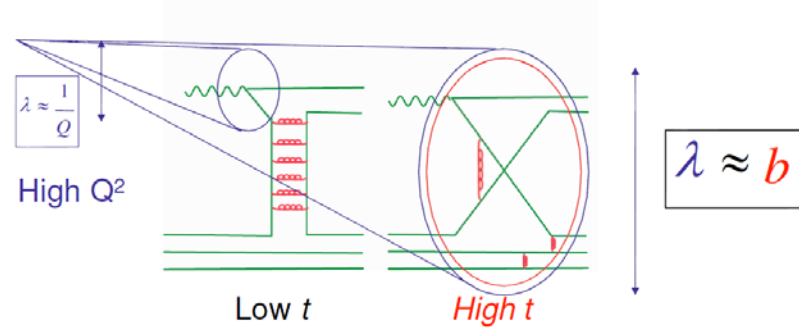 λ ≈ 1/Q
High Q²
λ ≈ b
Low t
High t